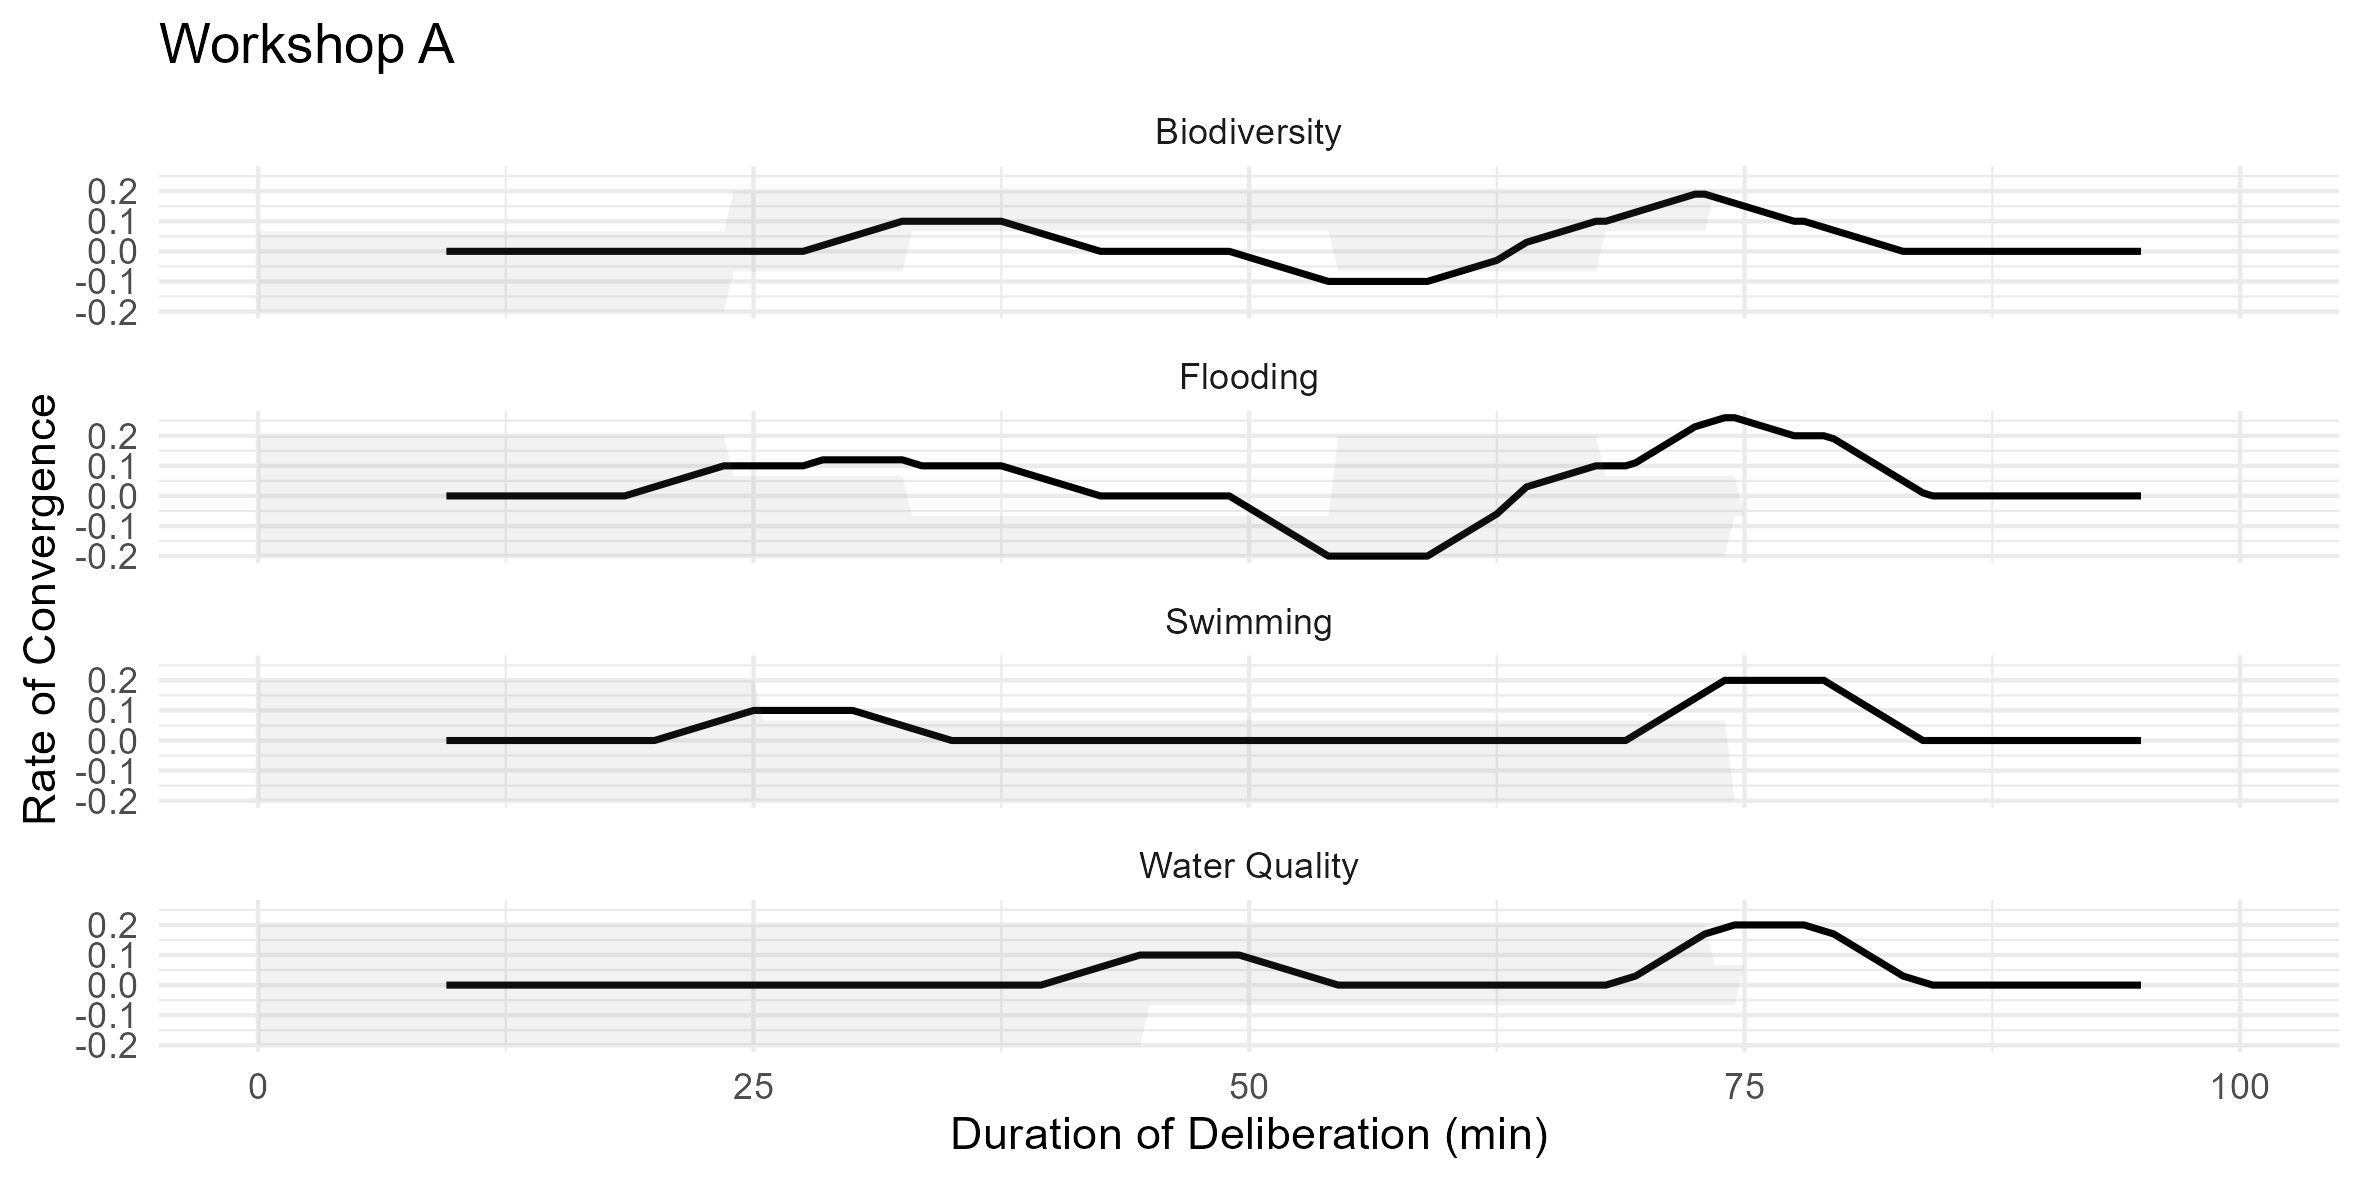 Workshop A
Biodiversity
0.2
0.1
0.0
-0.1
-0.2
Flooding
0.2
0.1
0.0
-0.1
-0.2
Rate of Convergence
Swimming
0.2
0.1
0.0
-0.1
-0.2
Water Quality
0.2
0.1
0.0
-0.1
-0.2
0 25 50 75 100
Duration of Deliberation (min)